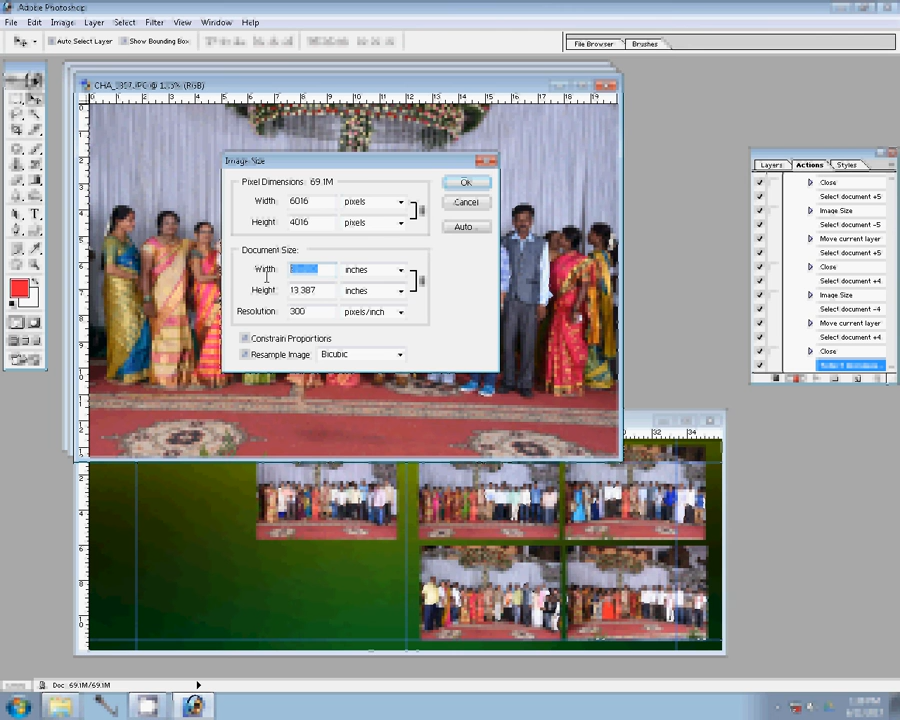 Adobe Photoshop
File Edit Image Layer Select Filter View Window Help
Auto Select Layer Show Bounding Box
File Browser Brushes
(RGB)
Image Size
Pixel Dimensions: 69.1M
Width: 6016 pixels
Height: 4016 pixels
Document Size:
Width: inches
Height: 13.387 inches
Resolution: 300 pixels/inch
Constrain Proportions
Resample Image: Bicubic
OK
Cancel
Auto...
Layers Actions Styles
Close
Select document +5
Image Size
Select document -5
Move current layer
Select document +5
Close
Select document +4
Image Size
Select document -4
Move current layer
Select document +4
Close
32 34
Doc: 69.1M/69.1M